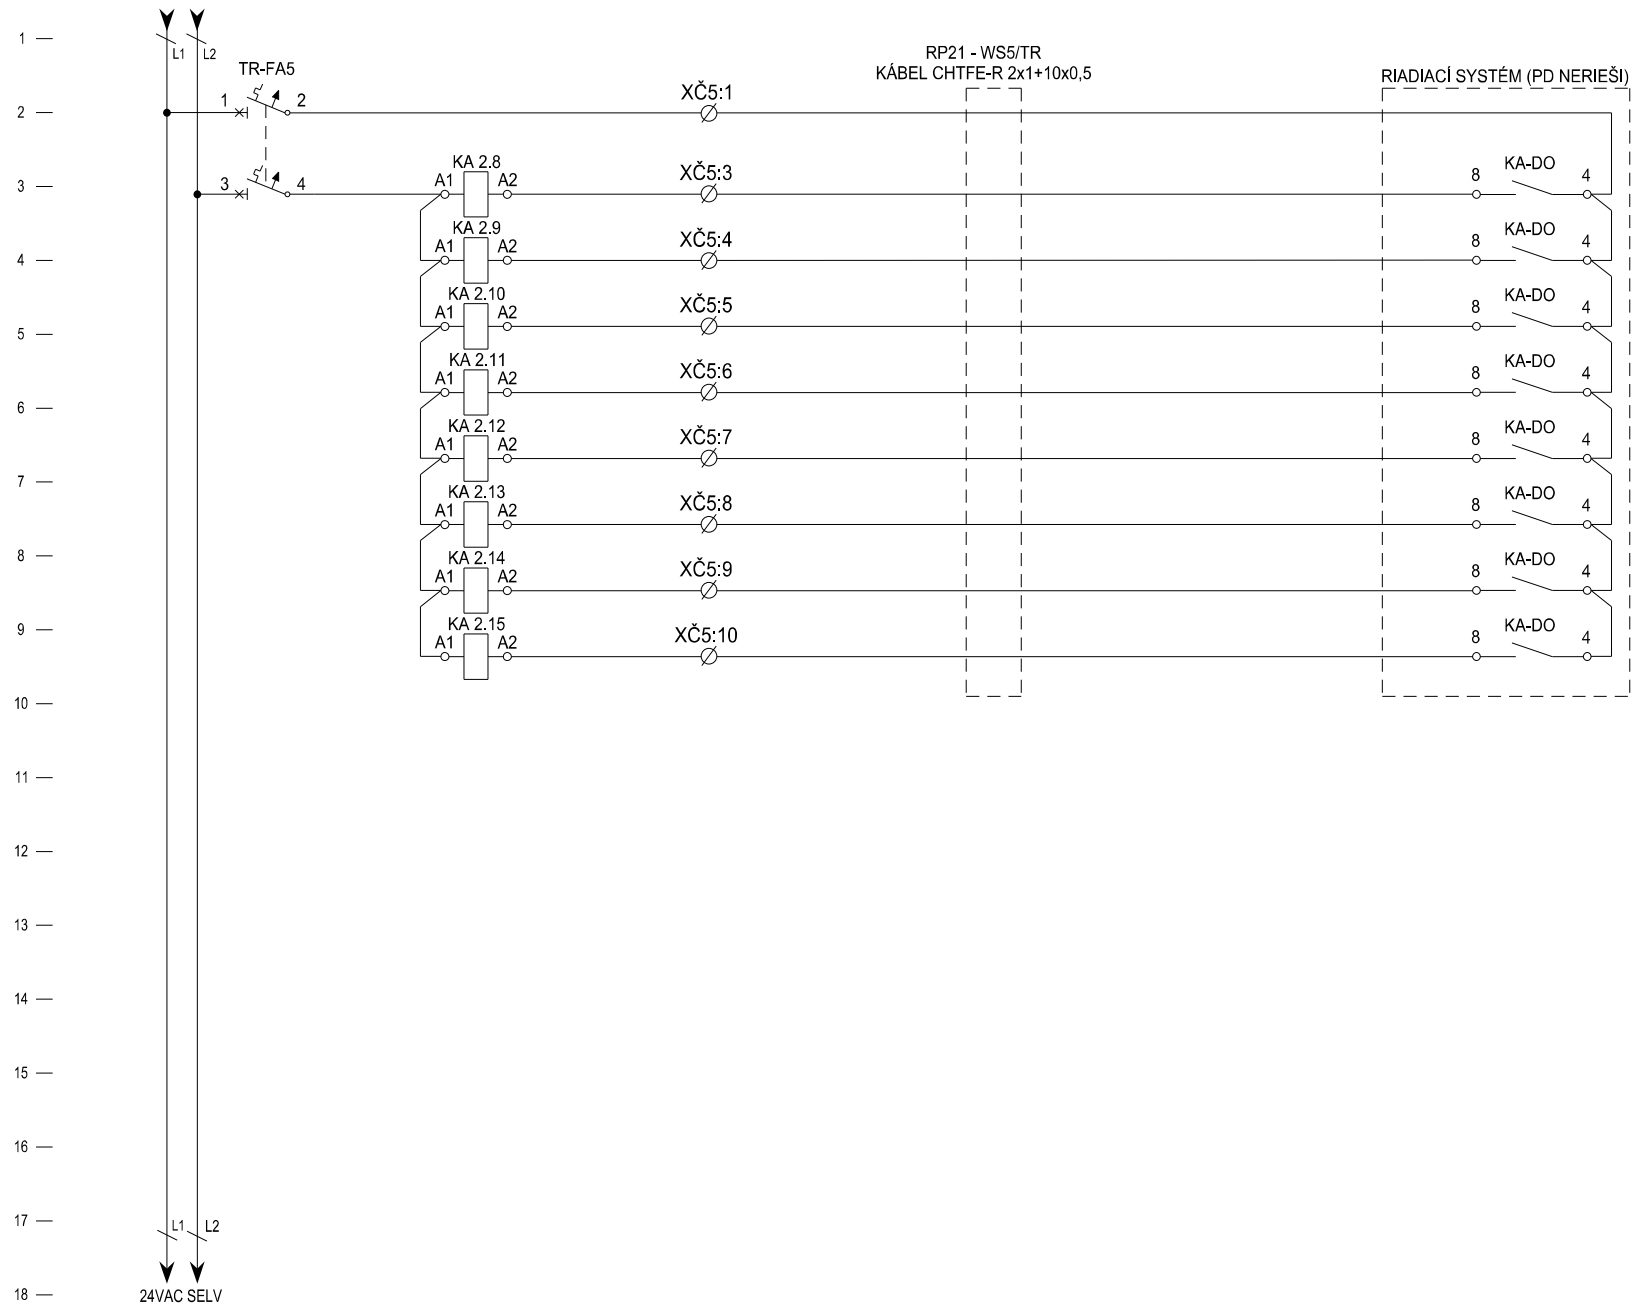 1
L1 L2
RP21 - WS5/TR
KÁBEL CHTFE-R 2x1+10x0,5
RIADIACÍ SYSTÉM (PD NERIEŠI)
TR-FA5
2 1 2 XČ5:1
3 3 4 A1 KA 2.8 A2 XČ5:3 8 KA-DO 4
4 A1 KA 2.9 A2 XČ5:4 8 KA-DO 4
5 A1 KA 2.10 A2 XČ5:5 8 KA-DO 4
A1 KA 2.11 A2 XČ5:6 8 KA-DO 4
6 A1 KA 2.12 A2 XČ5:7 8 KA-DO 4
7 A1 KA 2.13 A2 XČ5:8 8 KA-DO 4
8 A1 KA 2.14 A2 XČ5:9 8 KA-DO 4
9 A1 KA 2.15 A2 XČ5:10 8 KA-DO 4
10
11
12
13
14
15
16
17 L1 L2
18 24VAC SELV